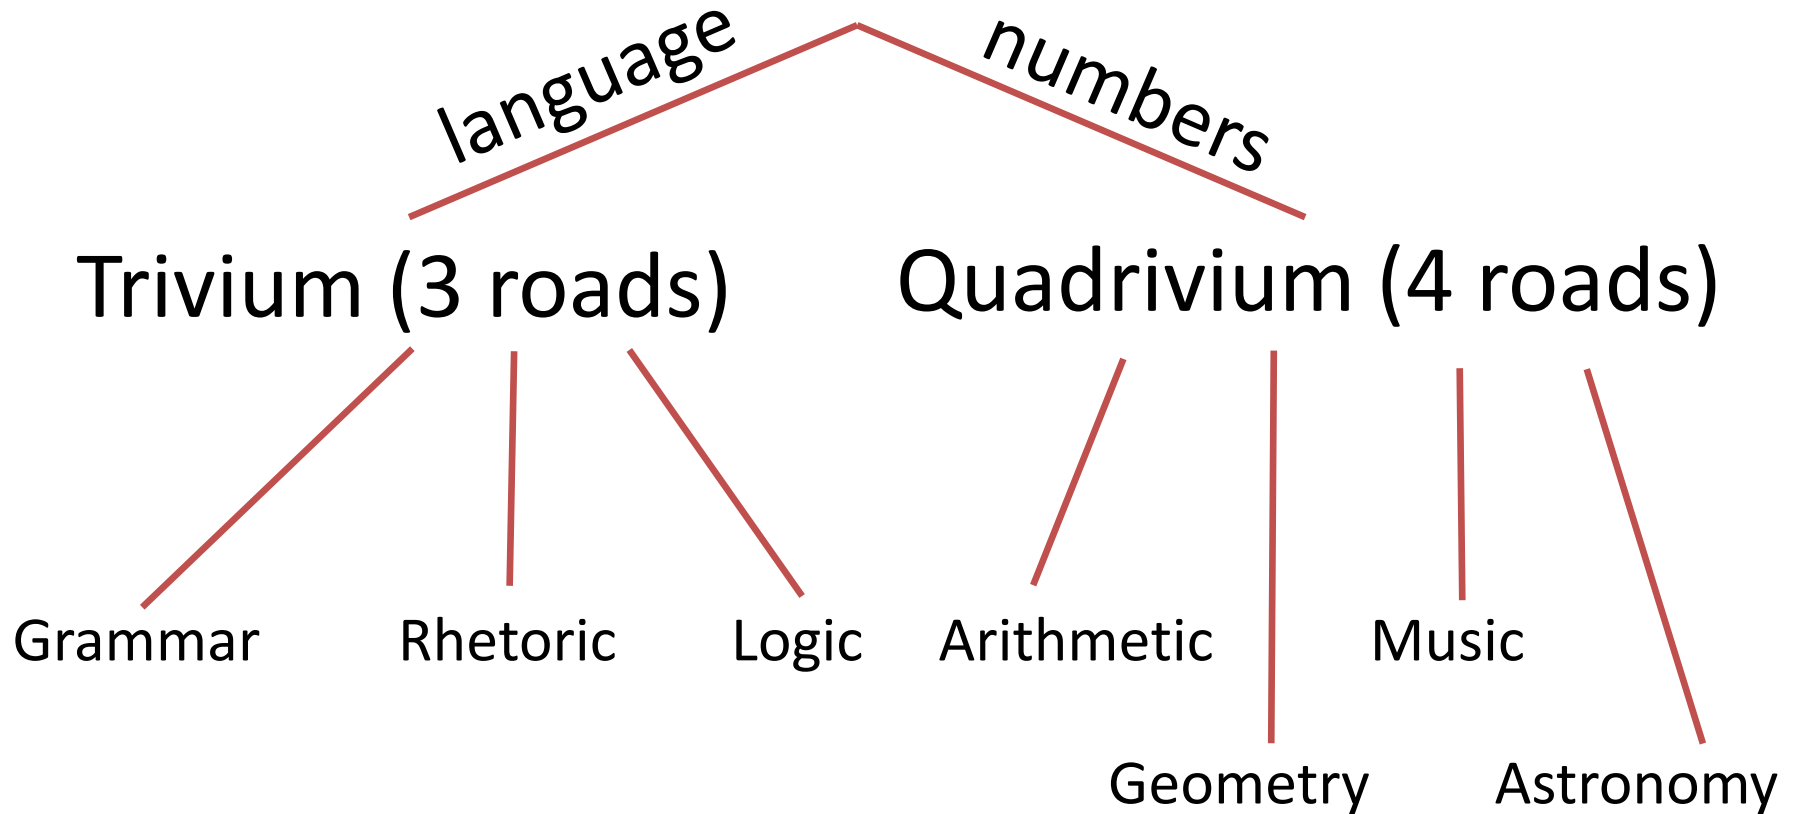 language
numbers
Trivium (3 roads)
Quadrivium (4 roads)
Grammar
Rhetoric
Logic
Arithmetic
Music
Geometry
Astronomy